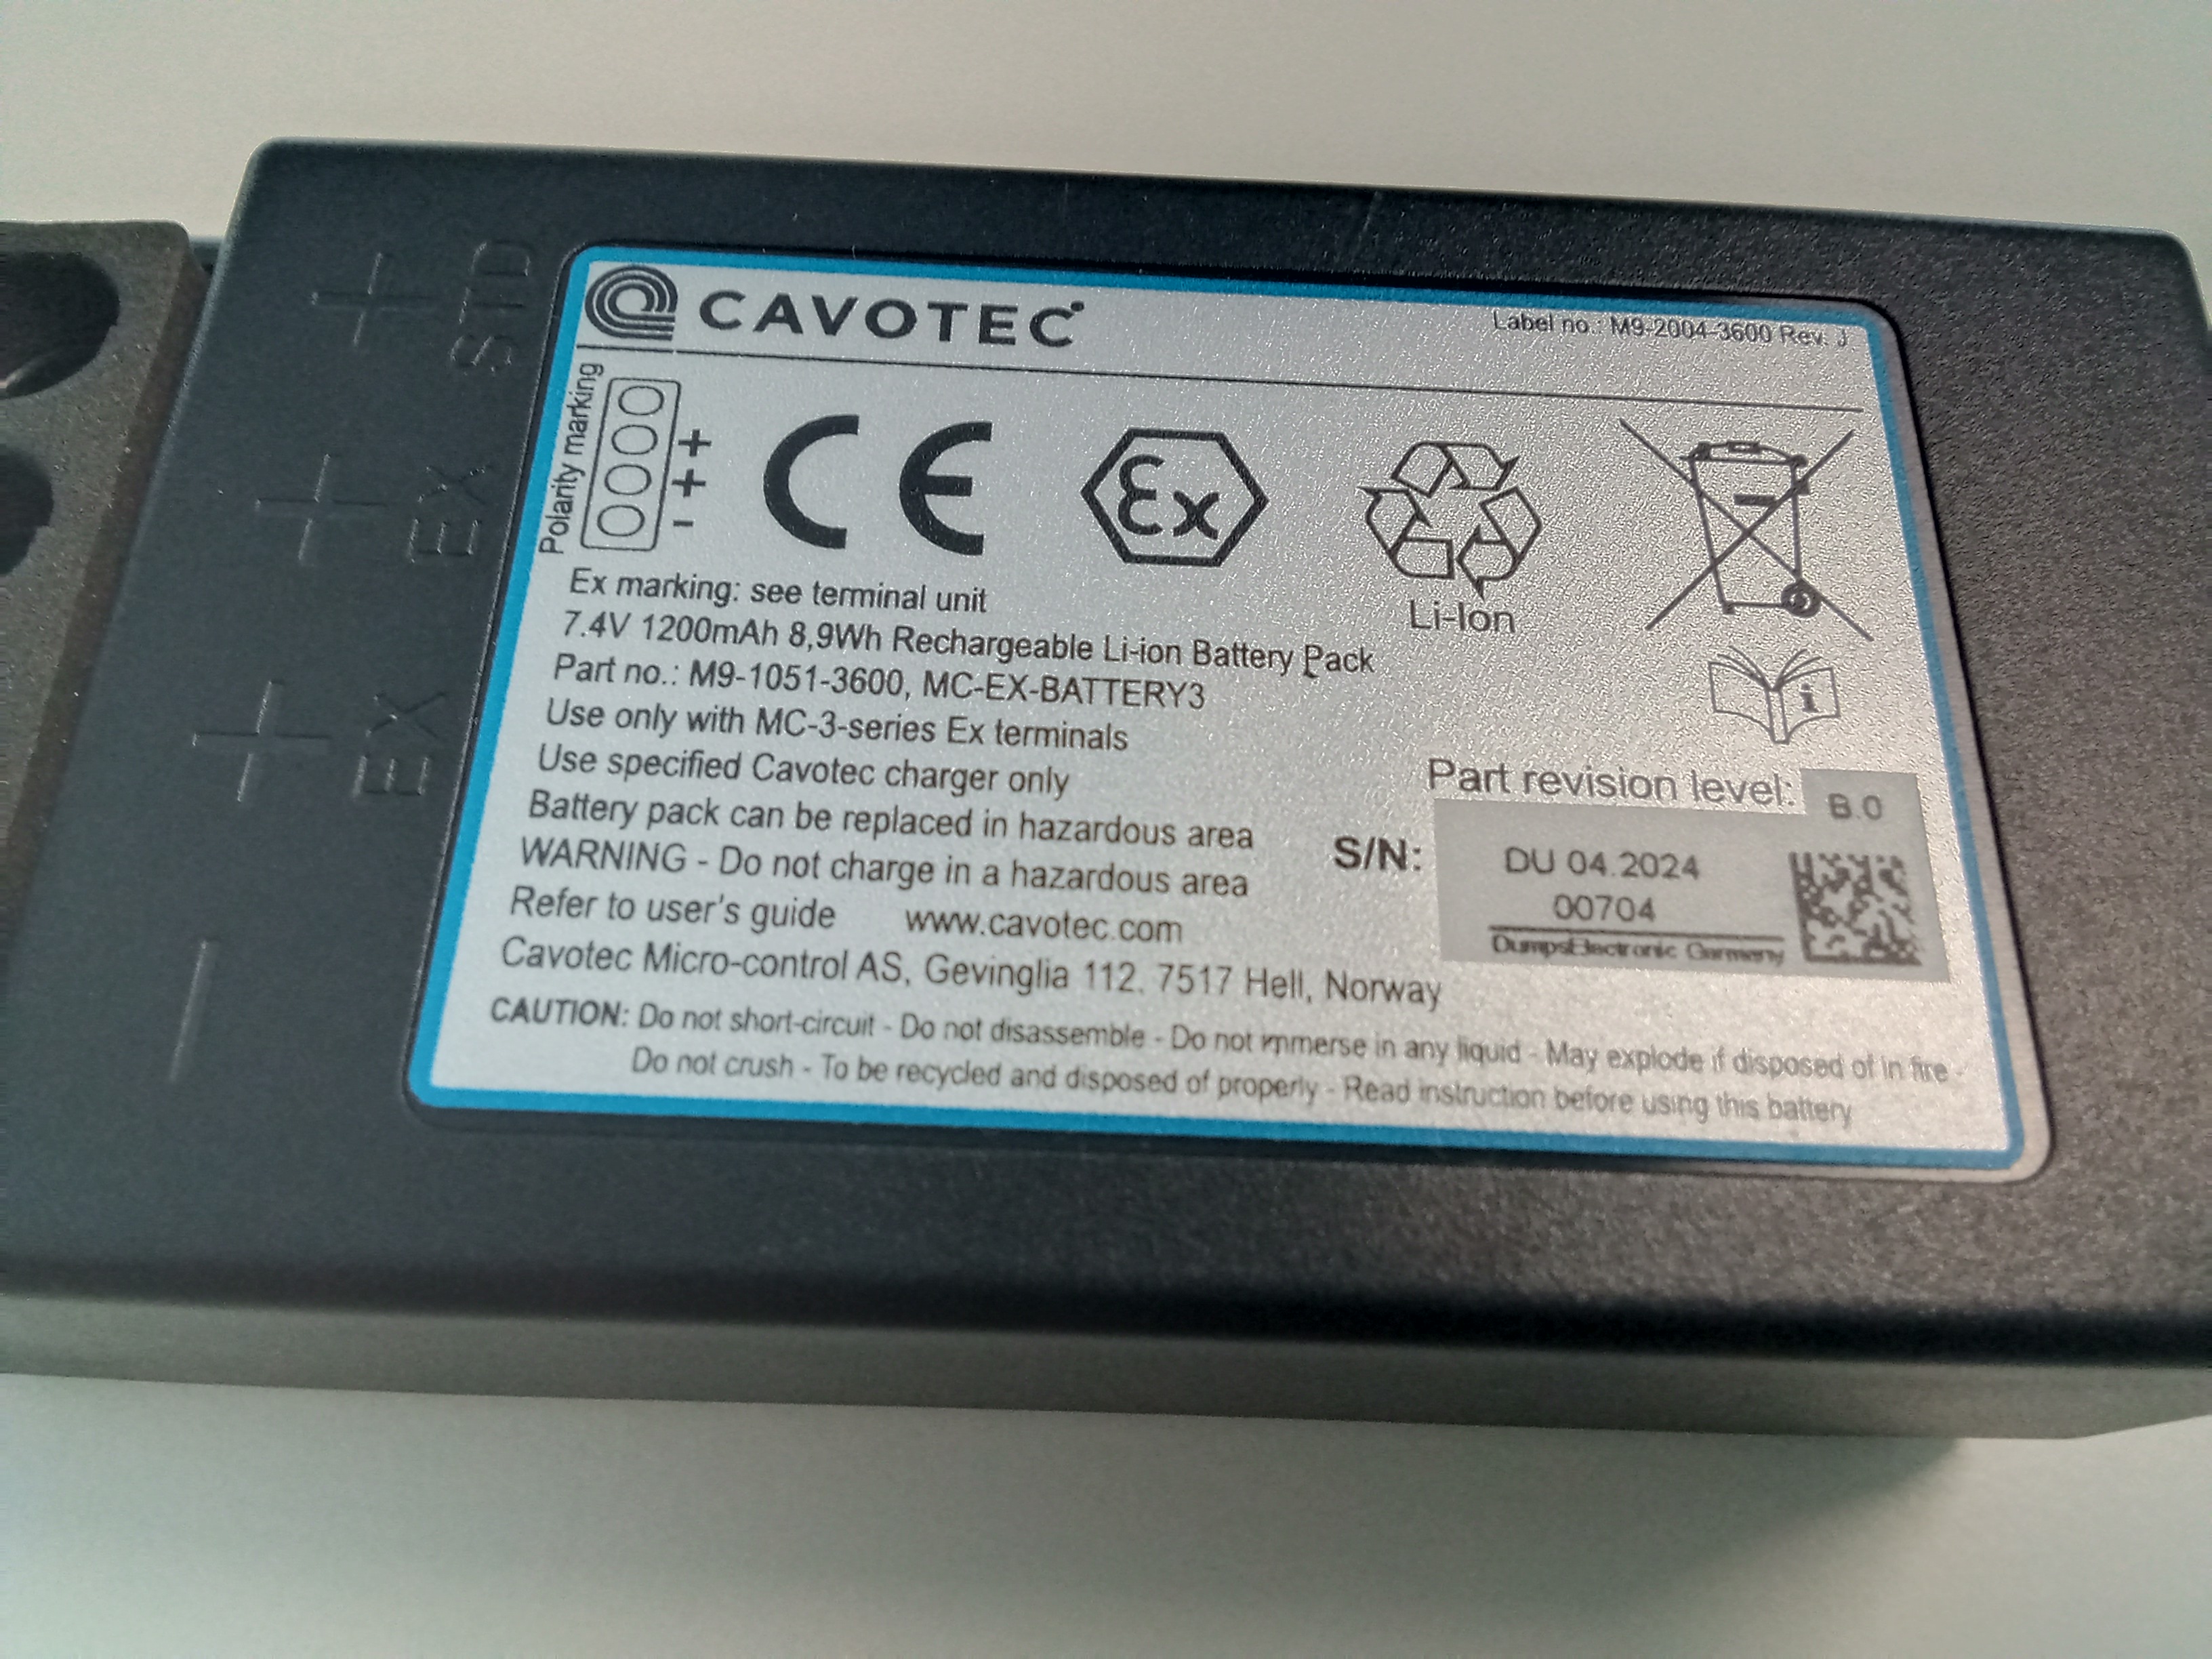 CAVOTEC
Label no.: M9-2004-3600 Rev. J
Polarity marking
+
+
-
CE
Ex
Li-Ion
Ex marking: see terminal unit
7.4V 1200mAh 8,9Wh Rechargeable Li-ion Battery Pack
Part no.: M9-1051-3600, MC-EX-BATTERY3
Use only with MC-3-series Ex terminals
Use specified Cavotec charger only
Battery pack can be replaced in hazardous area
WARNING - Do not charge in a hazardous area
Refer to user's guide www.cavotec.com
Cavotec Micro-control AS, Gevinglia 112. 7517 Hell, Norway
Part revision level: B.0
S/N: DU 04.2024
00704
DumpsElectronic Germany
CAUTION: Do not short-circuit - Do not disassemble - Do not immerse in any liquid - May explode if disposed of in fire -
Do not crush - To be recycled and disposed of properly - Read instruction before using this battery
+ STD
+ EX
+ EX
-